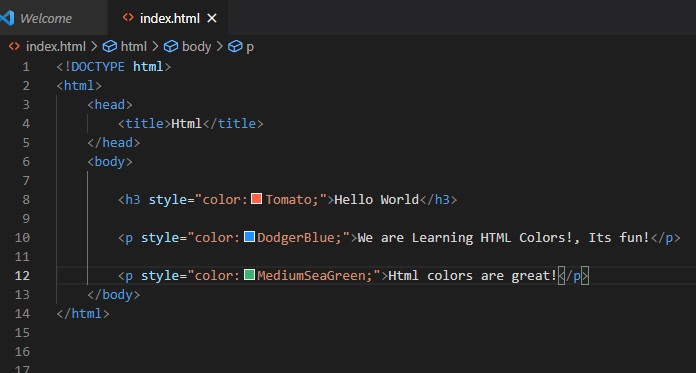 Welcome
index.html
index.html > html > body > p
1 <!DOCTYPE html>
2 <html>
3 <head>
4 <title>Html</title>
5 </head>
6 <body>
7
8 <h3 style="color:Tomato;">Hello World</h3>
9
10 <p style="color:DodgerBlue;">We are Learning HTML Colors!, Its fun!</p>
11
12 <p style="color:MediumSeaGreen;">Html colors are great!</p>
13 </body>
14 </html>
15
16
17